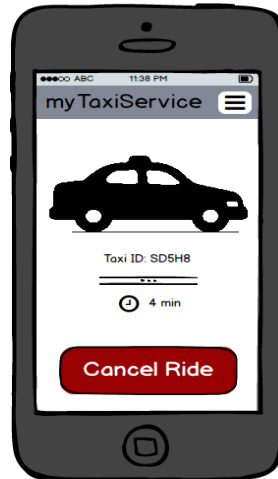 ABC 11:38 PM
myTaxiService
Taxi ID: SD5H8
4 min
Cancel Ride